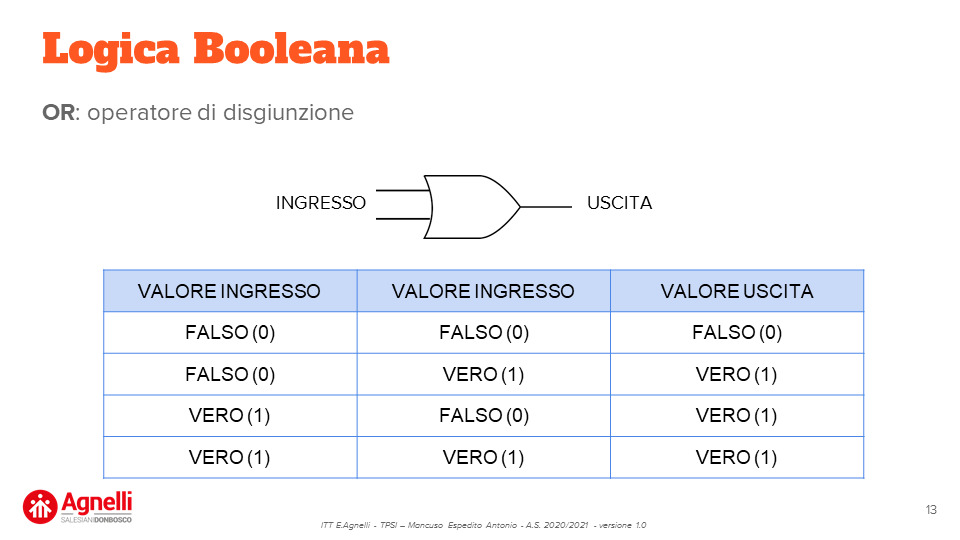 Logica Booleana
OR: operatore di disgiunzione
INGRESSO USCITA
VALORE INGRESSO VALORE INGRESSO VALORE USCITA
FALSO (0) FALSO (0) FALSO (0)
FALSO (0) VERO (1) VERO (1)
VERO (1) FALSO (0) VERO (1)
VERO (1) VERO (1) VERO (1)
Agnelli
SALESIANI DONBOSCO
ITT E.Agnelli - TPSI – Mancuso Espedito Antonio - A.S. 2020/2021 - versione 1.0
13